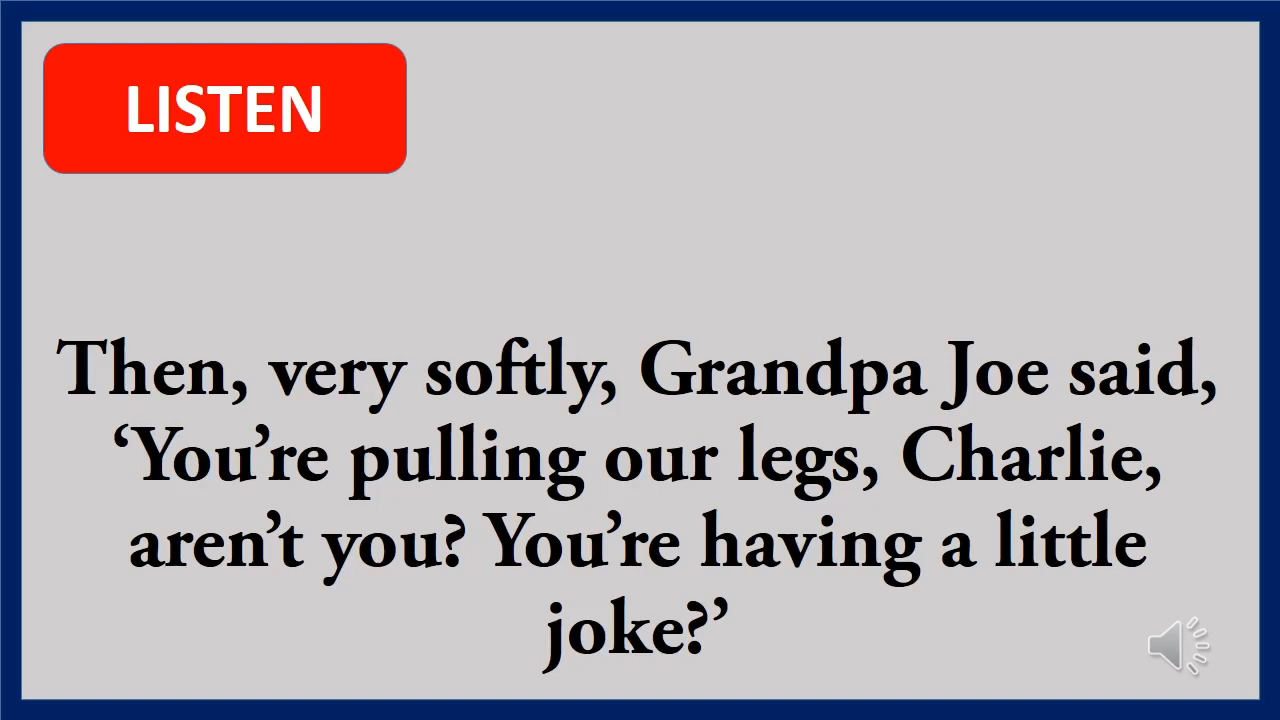 LISTEN
Then, very softly, Grandpa Joe said,
‘You’re pulling our legs, Charlie,
aren’t you? You’re having a little
joke?’